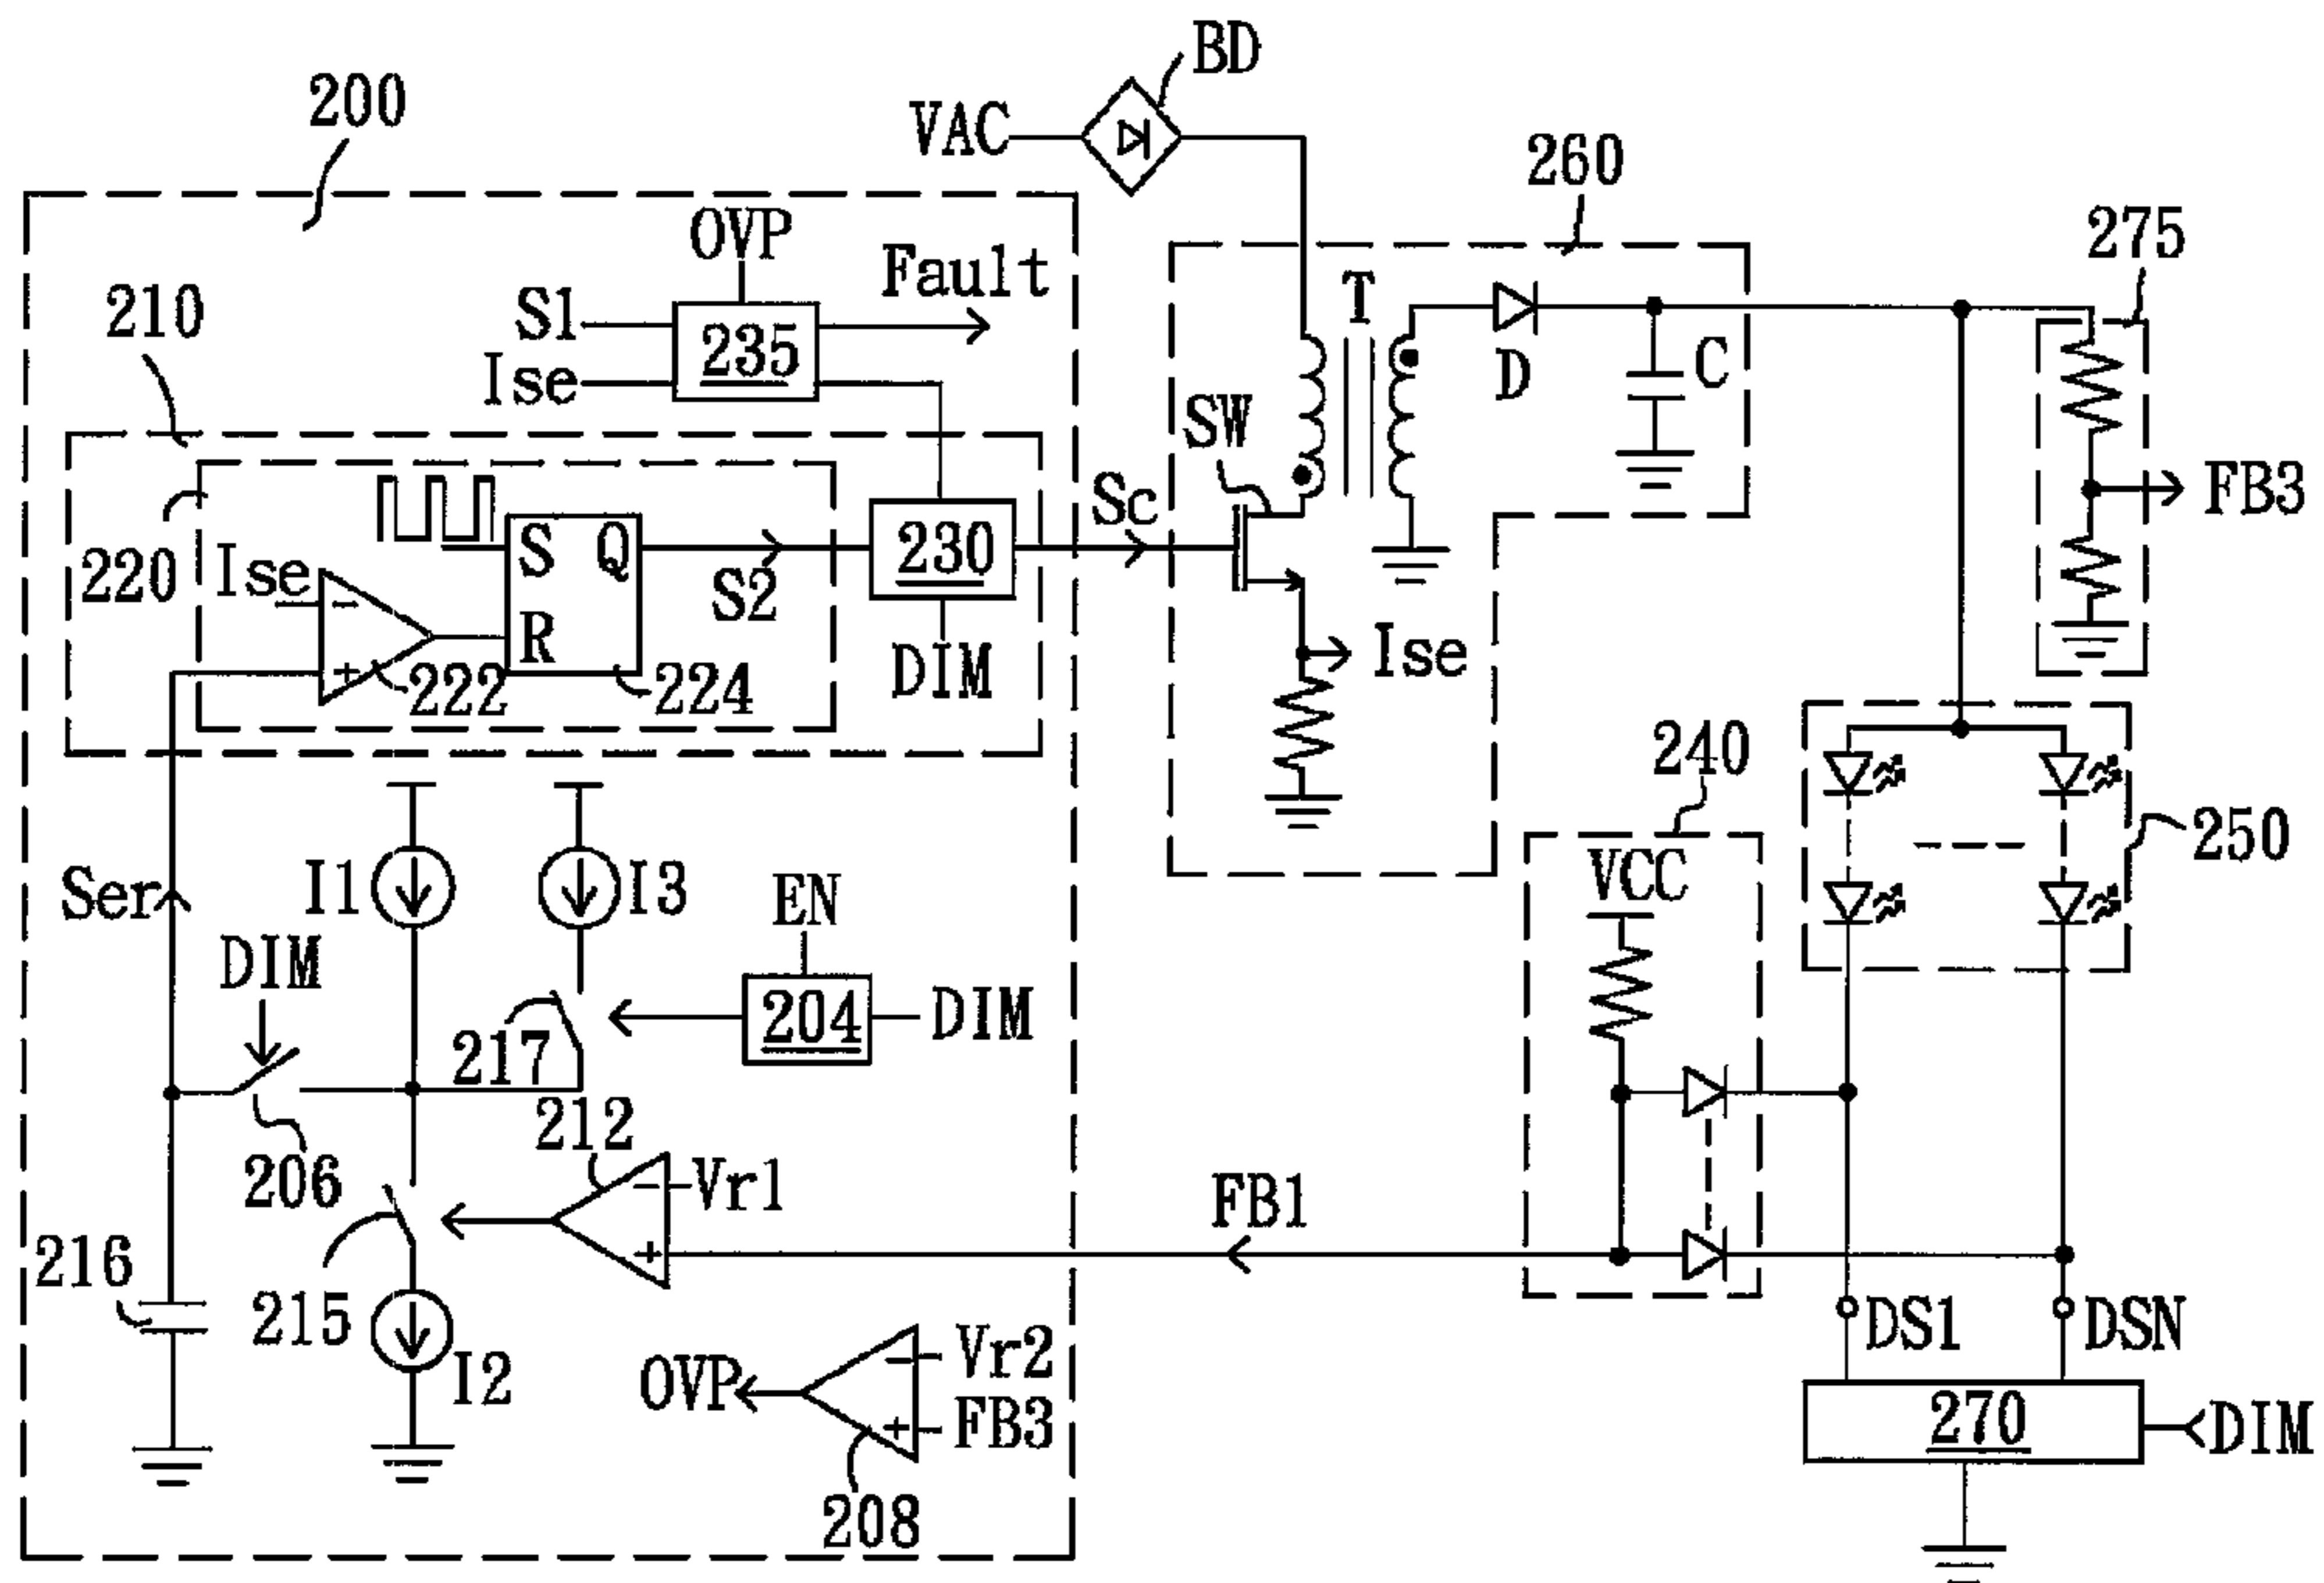 BD
200
VAC
260
OVP
275
Fault
210
S1
T
235
Ise
D
C
SW
FB3
Sc
S
Q
230
220
Ise
S2
R
DIM
Ise
222
224
240
VCC
250
I1
I3
EN
Ser
DIM
204
DIM
217
212
206
Vr1
FB1
216
215
DS1
DSN
I2
Vr2
OVP
FB3
270
DIM
208